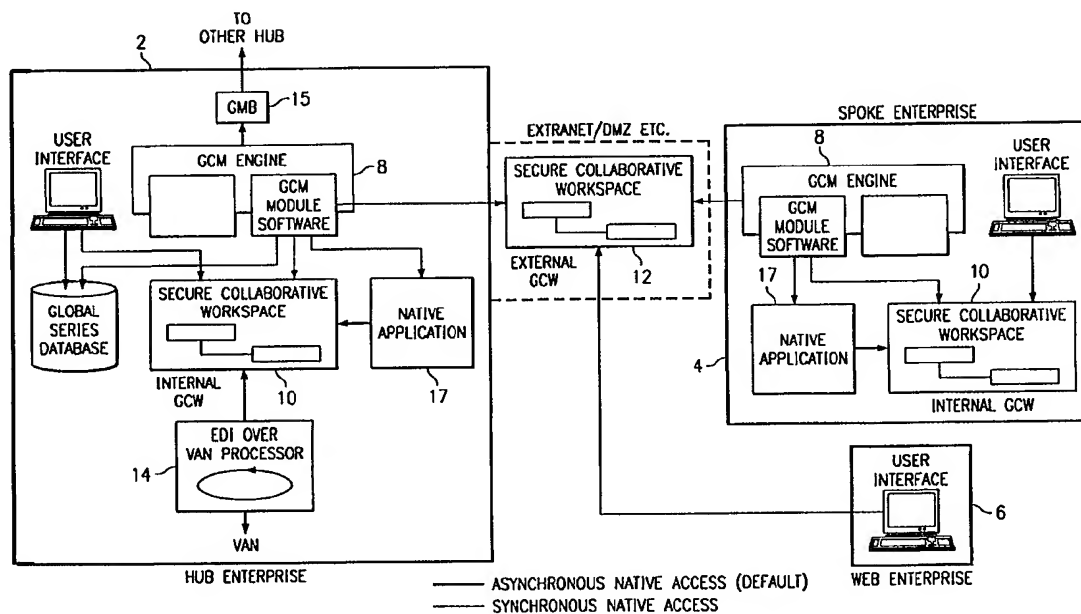 TO
OTHER HUB
2
GMB
15
USER
INTERFACE
GCM ENGINE
8
GCM
MODULE
SOFTWARE
GLOBAL
SERIES
DATABASE
SECURE COLLABORATIVE
WORKSPACE
INTERNAL
GCW
10
NATIVE
APPLICATION
17
EDI OVER
VAN PROCESSOR
14
VAN
HUB ENTERPRISE
EXTRANET/DMZ ETC.
SECURE COLLABORATIVE
WORKSPACE
EXTERNAL
GCW
12
SPOKE ENTERPRISE
8
USER
INTERFACE
GCM ENGINE
GCM
MODULE
SOFTWARE
17
10
NATIVE
APPLICATION
SECURE COLLABORATIVE
WORKSPACE
4
INTERNAL GCW
USER
INTERFACE
6
WEB ENTERPRISE
ASYNCHRONOUS NATIVE ACCESS (DEFAULT)
SYNCHRONOUS NATIVE ACCESS